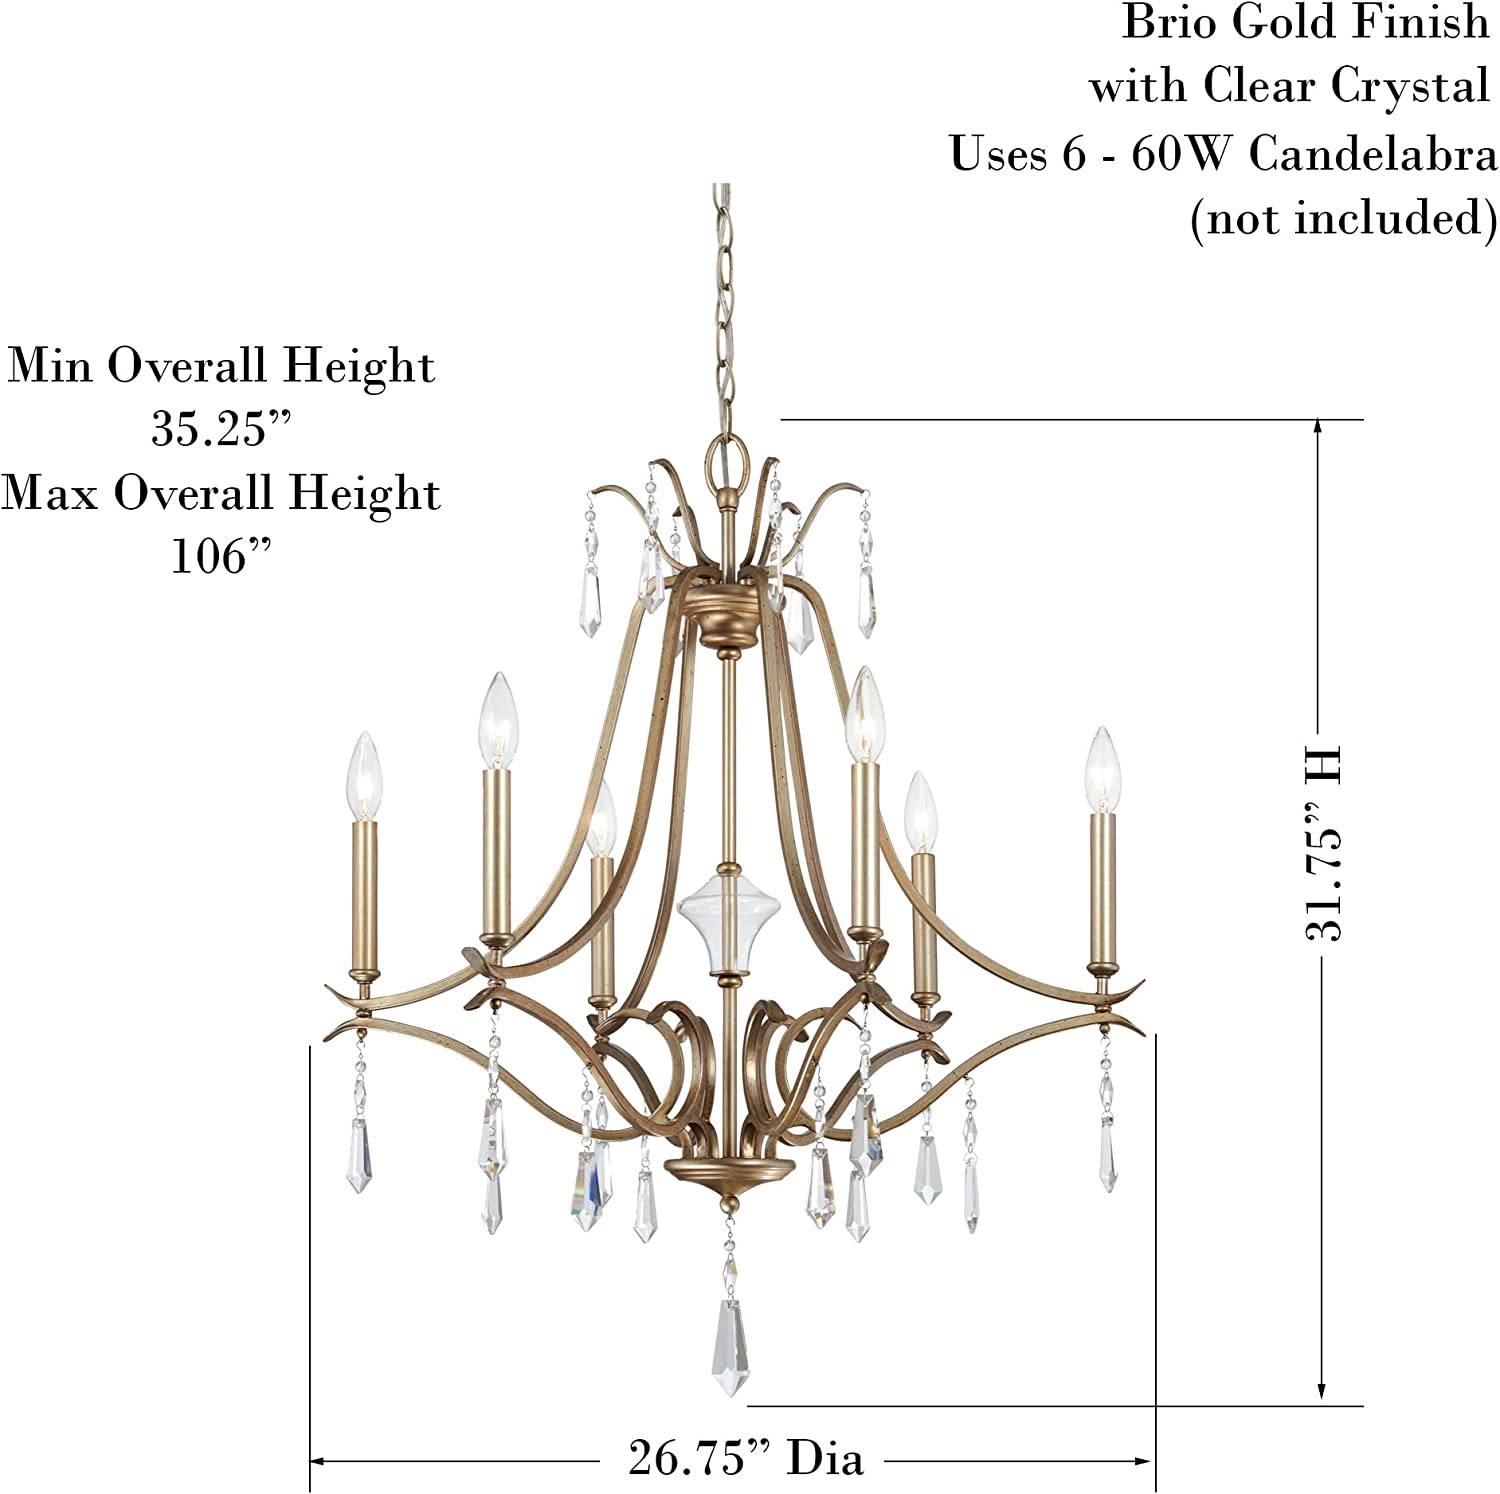 Brio Gold Finish
with Clear Crystal
Uses 6 - 60W Candelabra
(not included)
Min Overall Height
35.25”
Max Overall Height
106”
31.75” H
26.75” Dia